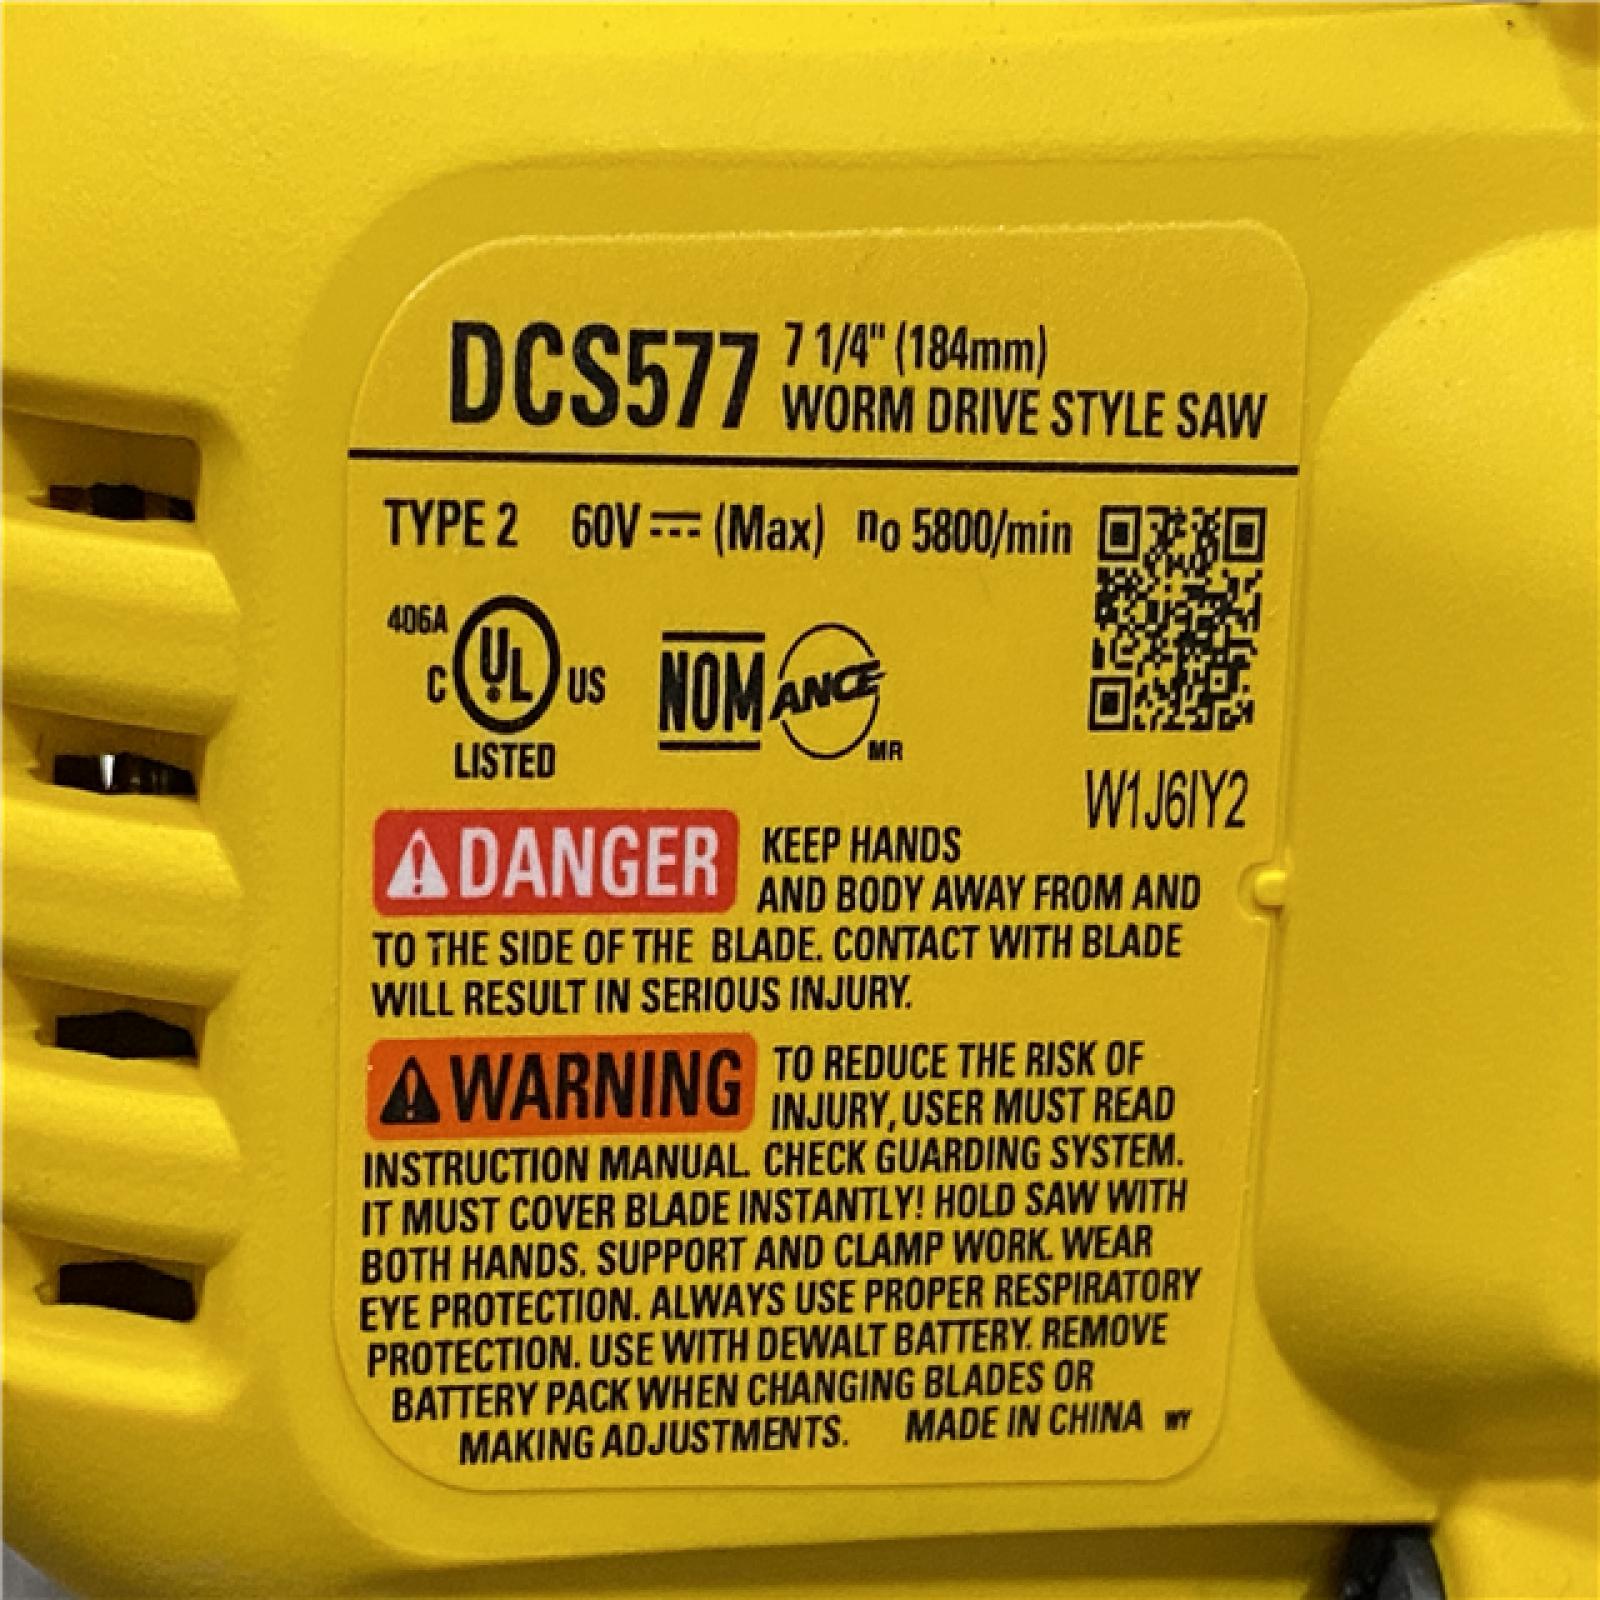 DCS577 7 1/4" (184mm)
WORM DRIVE STYLE SAW
TYPE 2 60V (Max) no 5800/min
406A
C UL US
LISTED
NOM ANCE MR
W1J6IY2
DANGER KEEP HANDS
AND BODY AWAY FROM AND
TO THE SIDE OF THE BLADE. CONTACT WITH BLADE
WILL RESULT IN SERIOUS INJURY.
WARNING TO REDUCE THE RISK OF
INJURY, USER MUST READ
INSTRUCTION MANUAL. CHECK GUARDING SYSTEM.
IT MUST COVER BLADE INSTANTLY! HOLD SAW WITH
BOTH HANDS. SUPPORT AND CLAMP WORK. WEAR
EYE PROTECTION. ALWAYS USE PROPER RESPIRATORY
PROTECTION. USE WITH DEWALT BATTERY. REMOVE
BATTERY PACK WHEN CHANGING BLADES OR
MAKING ADJUSTMENTS. MADE IN CHINA WY